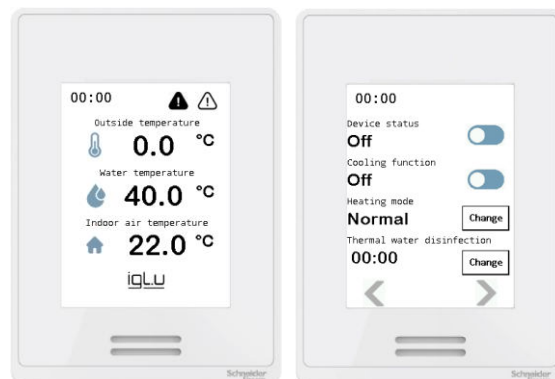 00:00
Outside temperature
0.0 °C
Water temperature
40.0 °C
Indoor air temperature
22.0 °C
igLu
Schneider
00:00
Device status
Off
Cooling function
Off
Heating mode
Normal Change
Thermal water disinfection
00:00 Change
Schneider